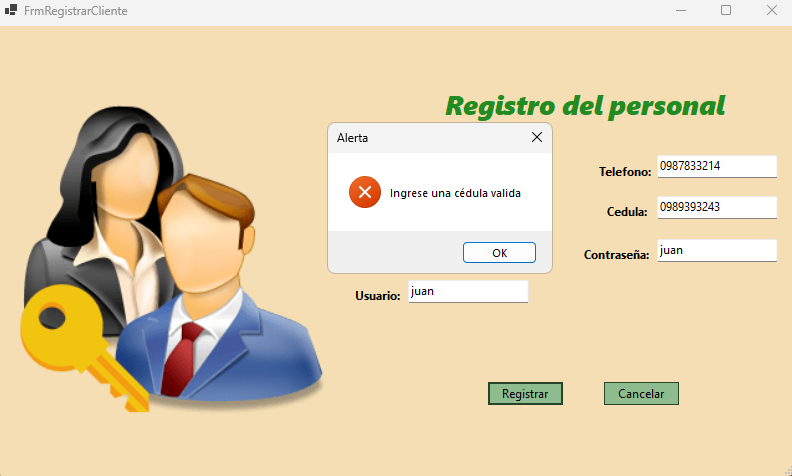 FrmRegistrarCliente
Registro del personal
Alerta
Ingrese una cédula valida
OK
Telefono: 0987833214
Cedula: 0989393243
Contraseña: juan
Usuario: juan
Registrar
Cancelar